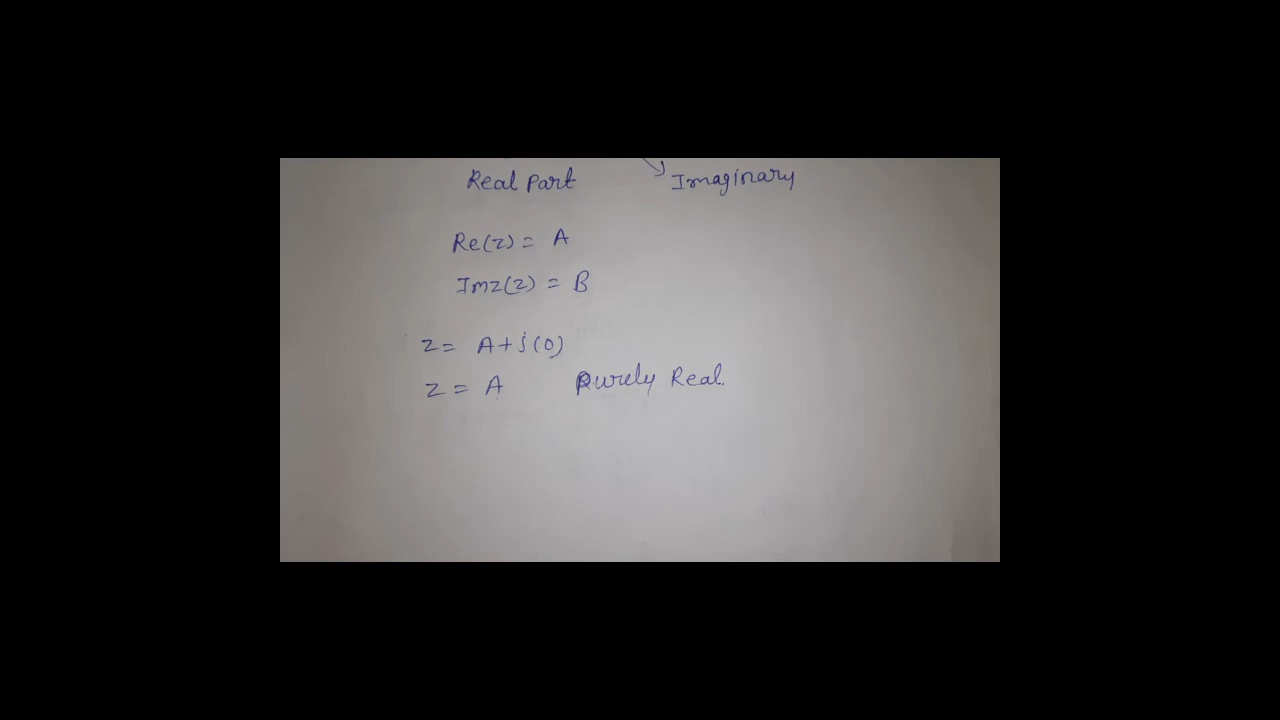 Real Part Imaginary
Re(z) = A
Imz(z) = B
z = A + j(0)
z = A Purely Real.